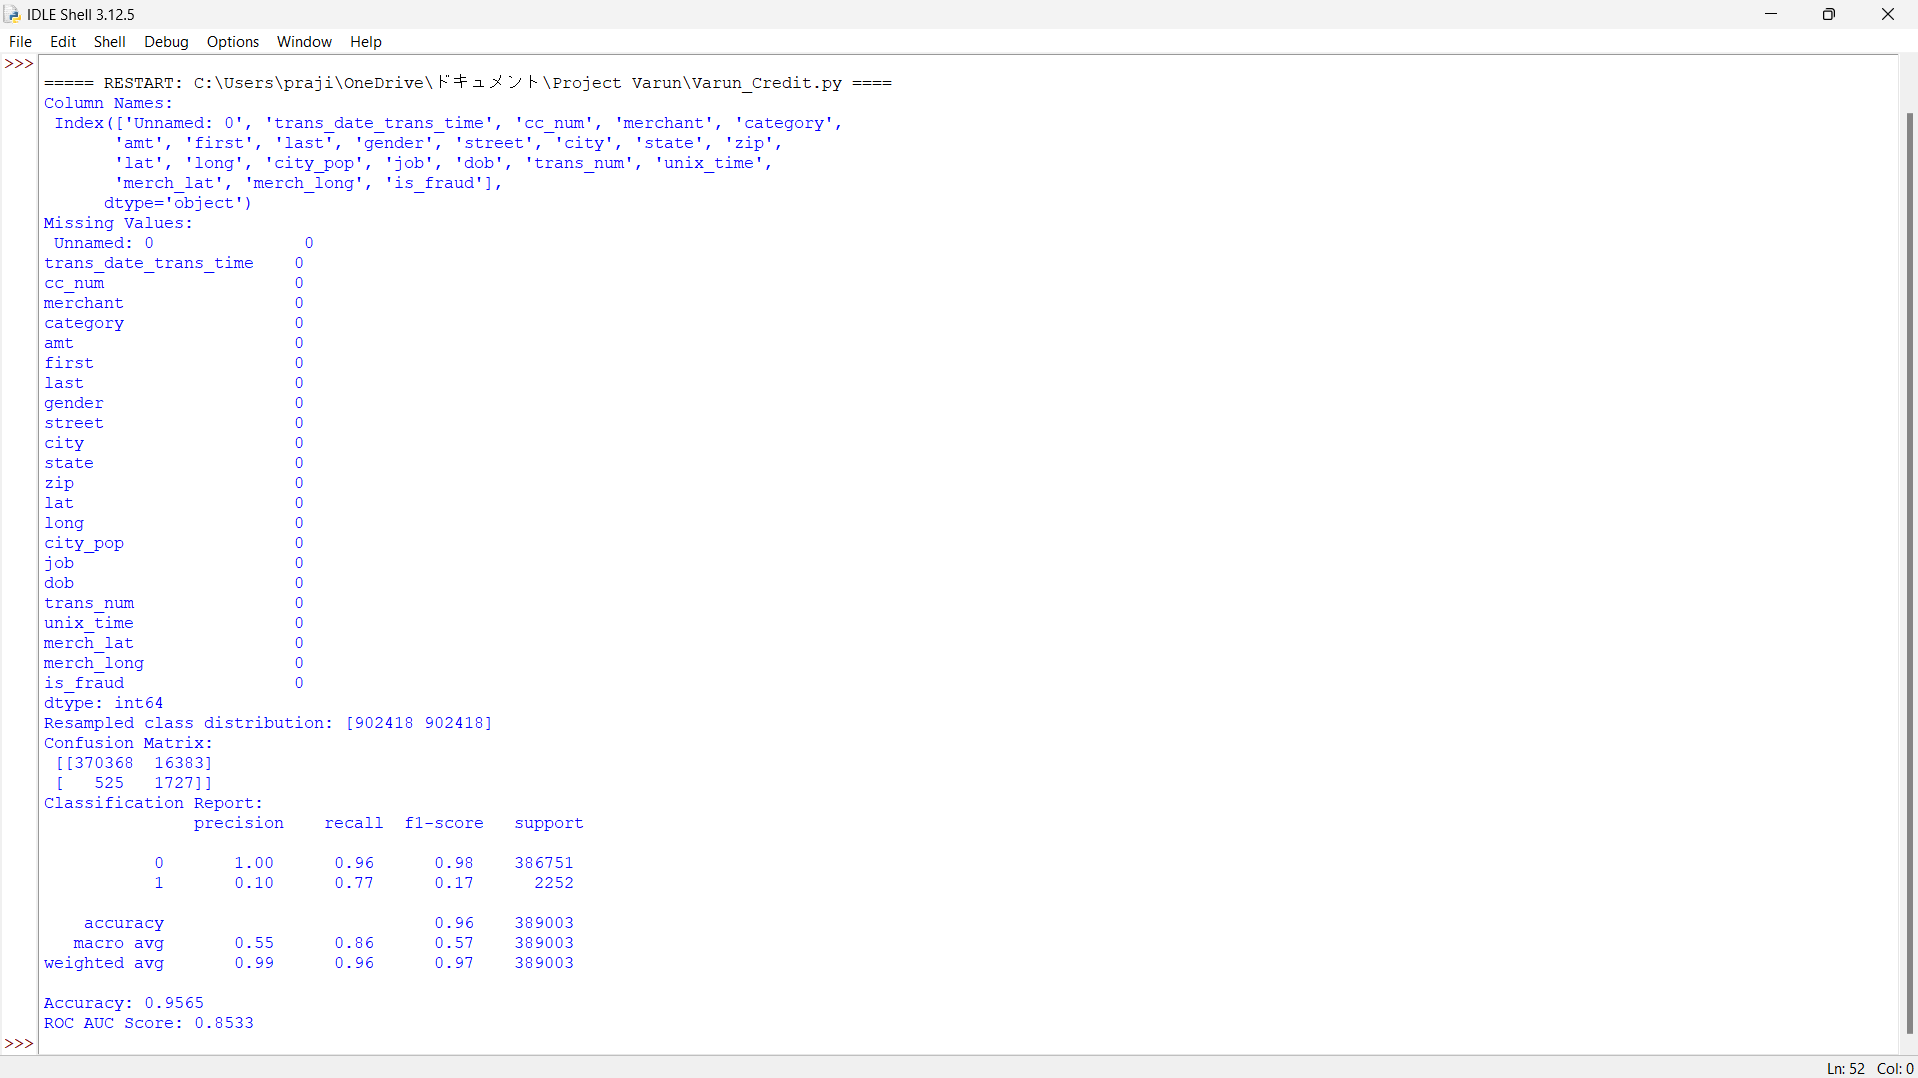 IDLE Shell 3.12.5
File Edit Shell Debug Options Window Help
>>>
===== RESTART: C:\Users\praji\OneDrive\ドキュメント\Project Varun\Varun_Credit.py ====
Column Names:
 Index(['Unnamed: 0', 'trans_date_trans_time', 'cc_num', 'merchant', 'category',
       'amt', 'first', 'last', 'gender', 'street', 'city', 'state', 'zip',
       'lat', 'long', 'city_pop', 'job', 'dob', 'trans_num', 'unix_time',
       'merch_lat', 'merch_long', 'is_fraud'],
      dtype='object')
Missing Values:
 Unnamed: 0               0
trans_date_trans_time    0
cc_num                   0
merchant                 0
category                 0
amt                      0
first                    0
last                     0
gender                   0
street                   0
city                     0
state                    0
zip                      0
lat                      0
long                     0
city_pop                 0
job                      0
dob                      0
trans_num                0
unix_time                0
merch_lat                0
merch_long               0
is_fraud                 0
dtype: int64
Resampled class distribution: [902418 902418]
Confusion Matrix:
 [[370368  16383]
 [   525   1727]]
Classification Report:
               precision    recall  f1-score   support
           0       1.00      0.96      0.98    386751
           1       0.10      0.77      0.17      2252
    accuracy                           0.96    389003
   macro avg       0.55      0.86      0.57    389003
weighted avg       0.99      0.96      0.97    389003
Accuracy: 0.9565
ROC AUC Score: 0.8533
>>>
Ln: 52 Col: 0